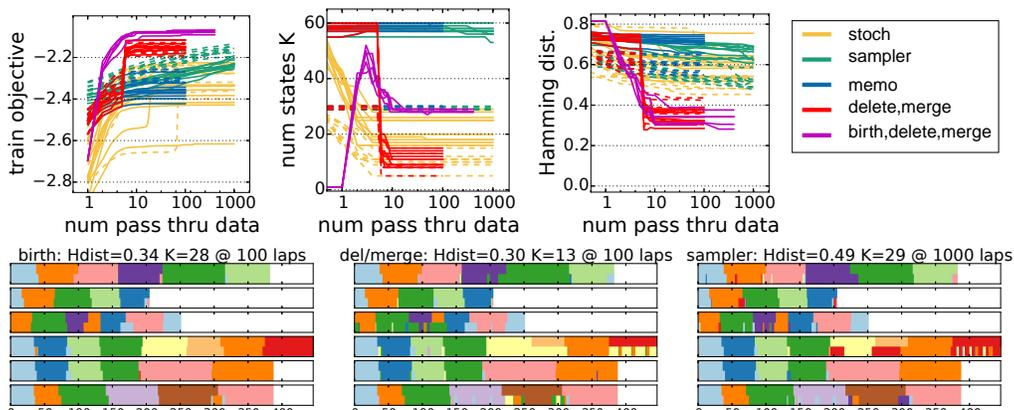 train objective
−2.2
−2.4
−2.6
−2.8
1 10 100 1000
num pass thru data
num states K
60
40
20
0
1 10 100 1000
num pass thru data
Hamming dist.
0.8
0.6
0.4
0.2
0.0
1 10 100 1000
num pass thru data
stoch
sampler
memo
delete,merge
birth,delete,merge
birth: Hdist=0.34 K=28 @ 100 laps
del/merge: Hdist=0.30 K=13 @ 100 laps
sampler: Hdist=0.49 K=29 @ 1000 laps